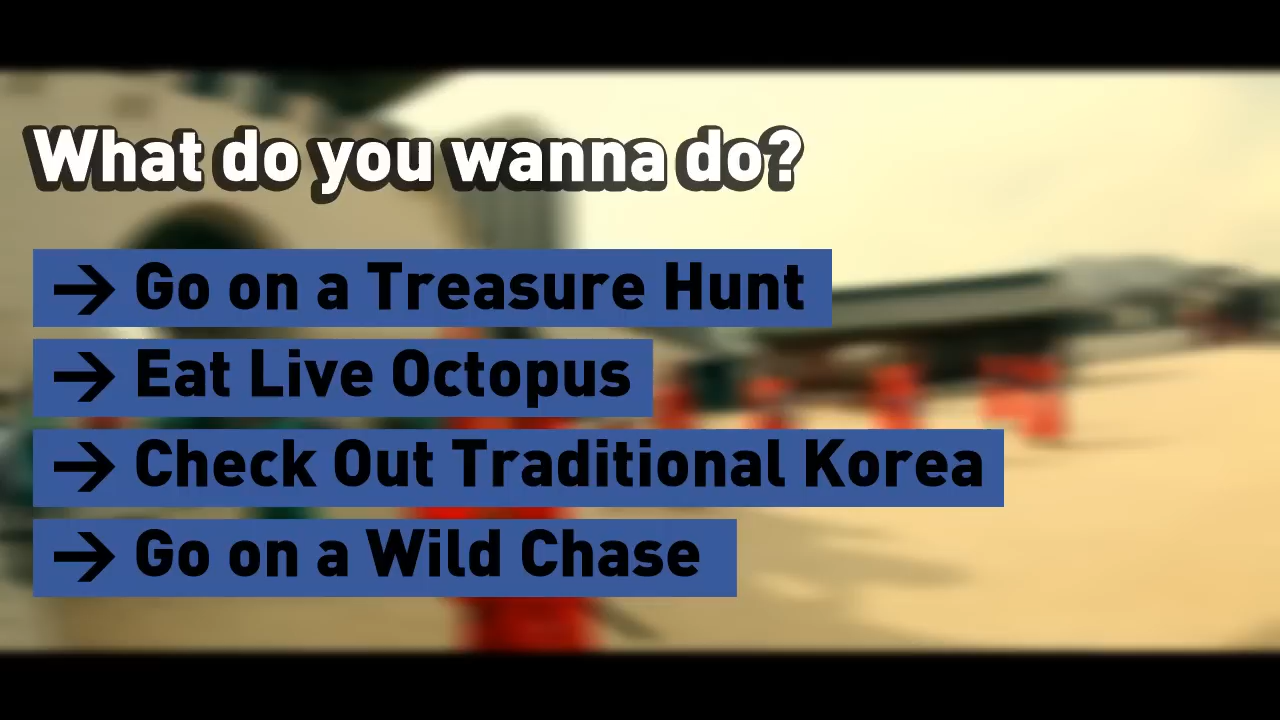 What do you wanna do?
→ Go on a Treasure Hunt
→ Eat Live Octopus
→ Check Out Traditional Korea
→ Go on a Wild Chase